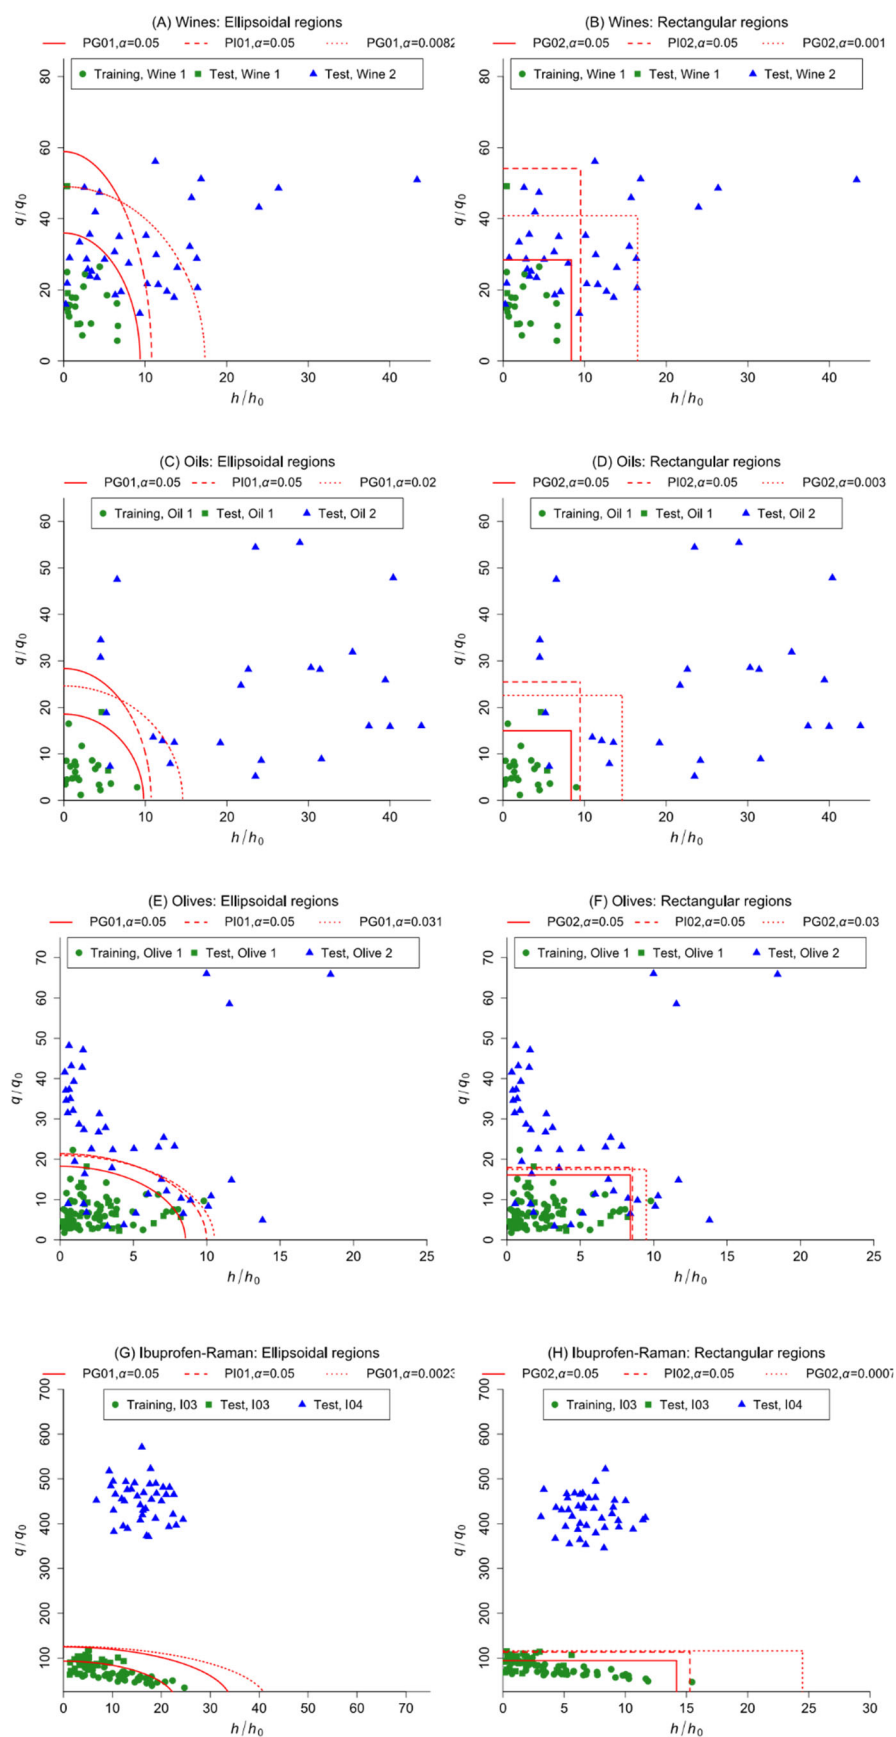 (A) Wines: Ellipsoidal regions
PG01,α=0.05 PI01,α=0.05 PG01,α=0.0082
Training, Wine 1 Test, Wine 1 Test, Wine 2
q/q0
80
60
40
20
0
0 10 20 30 40
h/h0
(B) Wines: Rectangular regions
PG02,α=0.05 PI02,α=0.05 PG02,α=0.001
Training, Wine 1 Test, Wine 1 Test, Wine 2
q/q0
80
60
40
20
0
0 10 20 30 40
h/h0
(C) Oils: Ellipsoidal regions
PG01,α=0.05 PI01,α=0.05 PG01,α=0.02
Training, Oil 1 Test, Oil 1 Test, Oil 2
q/q0
60
50
40
30
20
10
0
0 10 20 30 40
h/h0
(D) Oils: Rectangular regions
PG02,α=0.05 PI02,α=0.05 PG02,α=0.003
Training, Oil 1 Test, Oil 1 Test, Oil 2
q/q0
60
50
40
30
20
10
0
0 10 20 30 40
h/h0
(E) Olives: Ellipsoidal regions
PG01,α=0.05 PI01,α=0.05 PG01,α=0.031
Training, Olive 1 Test, Olive 1 Test, Olive 2
q/q0
70
60
50
40
30
20
10
0
0 5 10 15 20 25
h/h0
(F) Olives: Rectangular regions
PG02,α=0.05 PI02,α=0.05 PG02,α=0.03
Training, Olive 1 Test, Olive 1 Test, Olive 2
q/q0
70
60
50
40
30
20
10
0
0 5 10 15 20 25
h/h0
(G) Ibuprofen-Raman: Ellipsoidal regions
PG01,α=0.05 PI01,α=0.05 PG01,α=0.0023
Training, I03 Test, I03 Test, I04
q/q0
700
600
500
400
300
200
100
0 10 20 30 40 50 60 70
h/h0
(H) Ibuprofen-Raman: Rectangular regions
PG02,α=0.05 PI02,α=0.05 PG02,α=0.0007
Training, I03 Test, I03 Test, I04
q/q0
700
600
500
400
300
200
100
0 5 10 15 20 25 30
h/h0